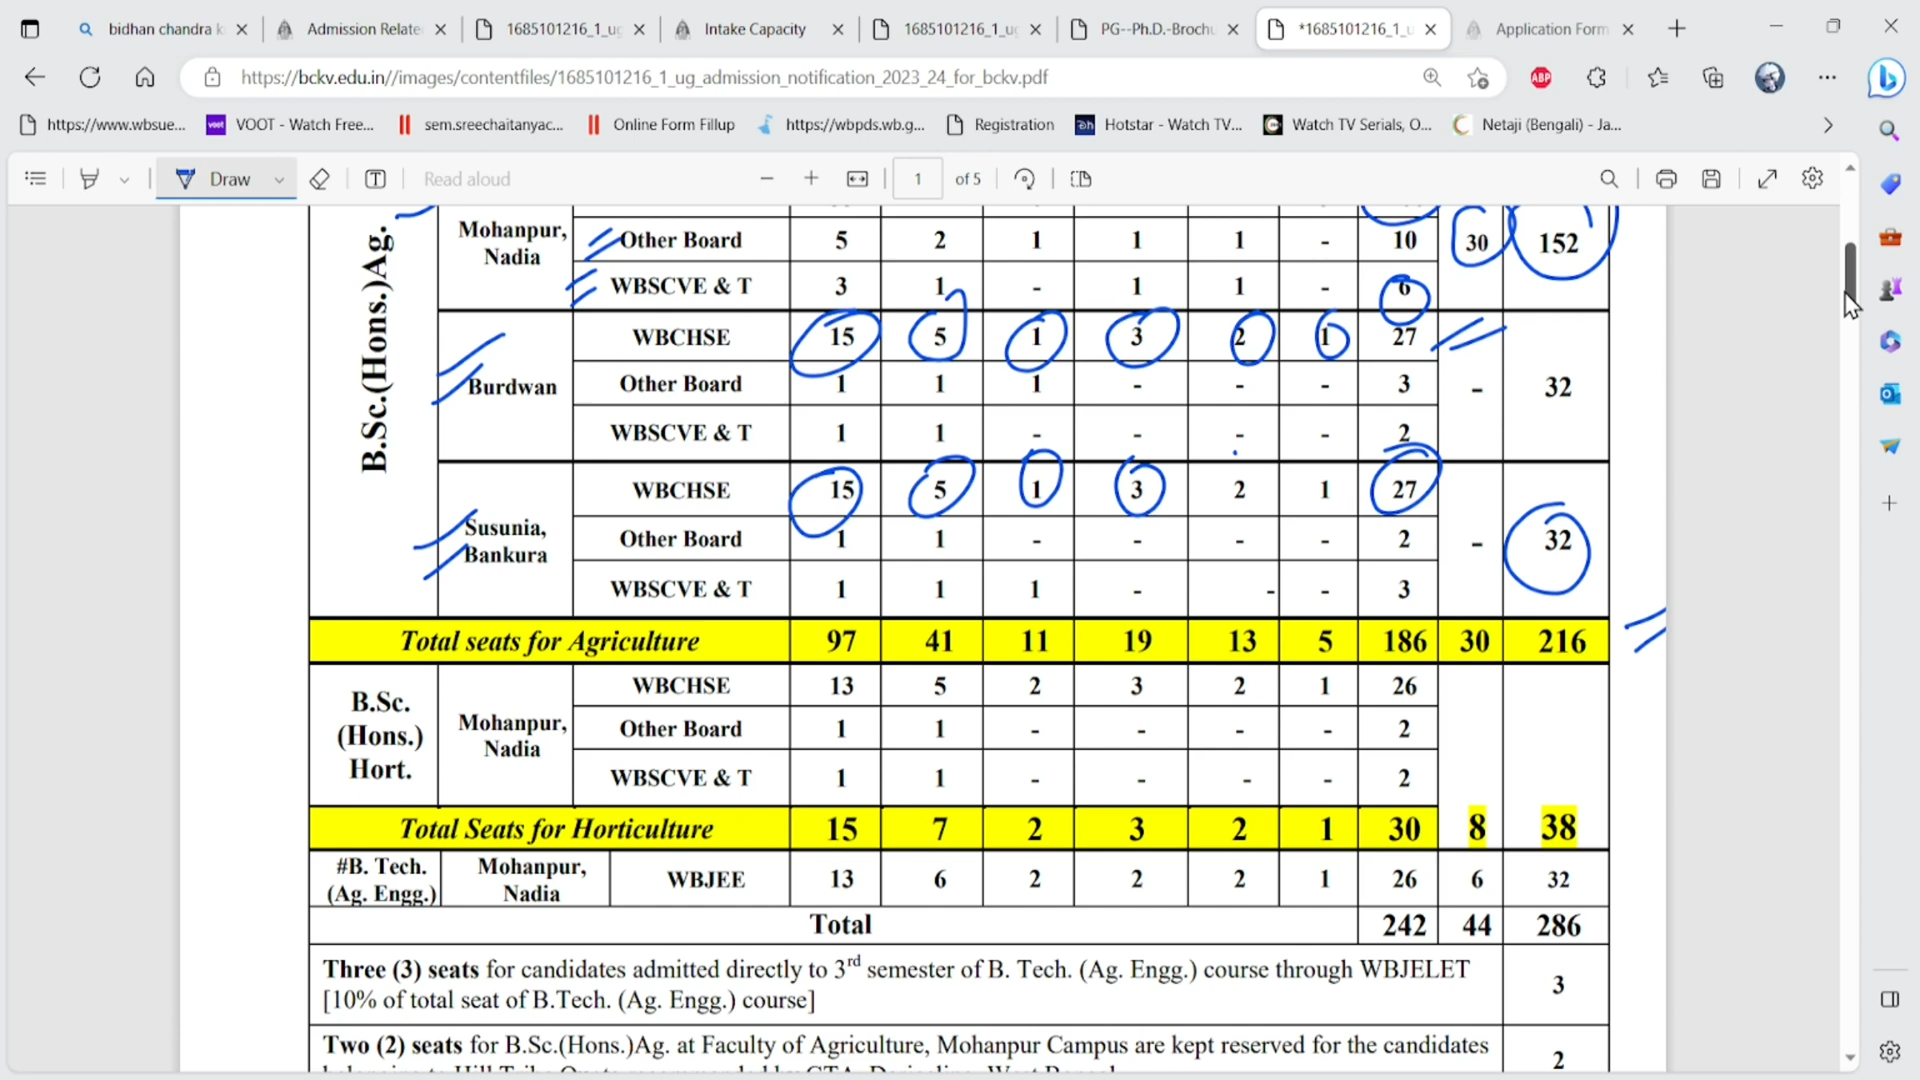 bidhan chandra k
Admission Relate
1685101216_1_ug
Intake Capacity
1685101216_1_ug
PG--Ph.D.-Brochu
*1685101216_1_u
Application Form
https://bckv.edu.in//images/contentfiles/1685101216_1_ug_admission_notification_2023_24_for_bckv.pdf
ABP
https://www.wbsue...
voot VOOT - Watch Free...
sem.sreechaitanyac...
Online Form Fillup
https://wbpds.wb.g...
Registration
Hotstar - Watch TV...
Watch TV Serials, O...
Netaji (Bengali) - Ja...
Draw
Read aloud
1 of 5
B.Sc.(Hons.)Ag.
Mohanpur,
Nadia
Other Board 5 2 1 1 1 - 10 30 152
WBSCVE & T 3 1 - 1 1 - 6
Burdwan
WBCHSE 15 5 1 3 2 1 27
Other Board 1 1 1 - - - 3 - 32
WBSCVE & T 1 1 - - - - 2
Susunia,
Bankura
WBCHSE 15 5 1 3 2 1 27
Other Board 1 1 - - - - 2 - 32
WBSCVE & T 1 1 1 - - - 3
Total seats for Agriculture 97 41 11 19 13 5 186 30 216
B.Sc.
(Hons.)
Hort.
Mohanpur,
Nadia
WBCHSE 13 5 2 3 2 1 26
Other Board 1 1 - - - - 2
WBSCVE & T 1 1 - - - - 2
Total Seats for Horticulture 15 7 2 3 2 1 30 8 38
#B. Tech.
(Ag. Engg.)
Mohanpur,
Nadia
WBJEE 13 6 2 2 2 1 26 6 32
Total 242 44 286
Three (3) seats for candidates admitted directly to 3rd semester of B. Tech. (Ag. Engg.) course through WBJELET
[10% of total seat of B.Tech. (Ag. Engg.) course]
3
Two (2) seats for B.Sc.(Hons.)Ag. at Faculty of Agriculture, Mohanpur Campus are kept reserved for the candidates
2